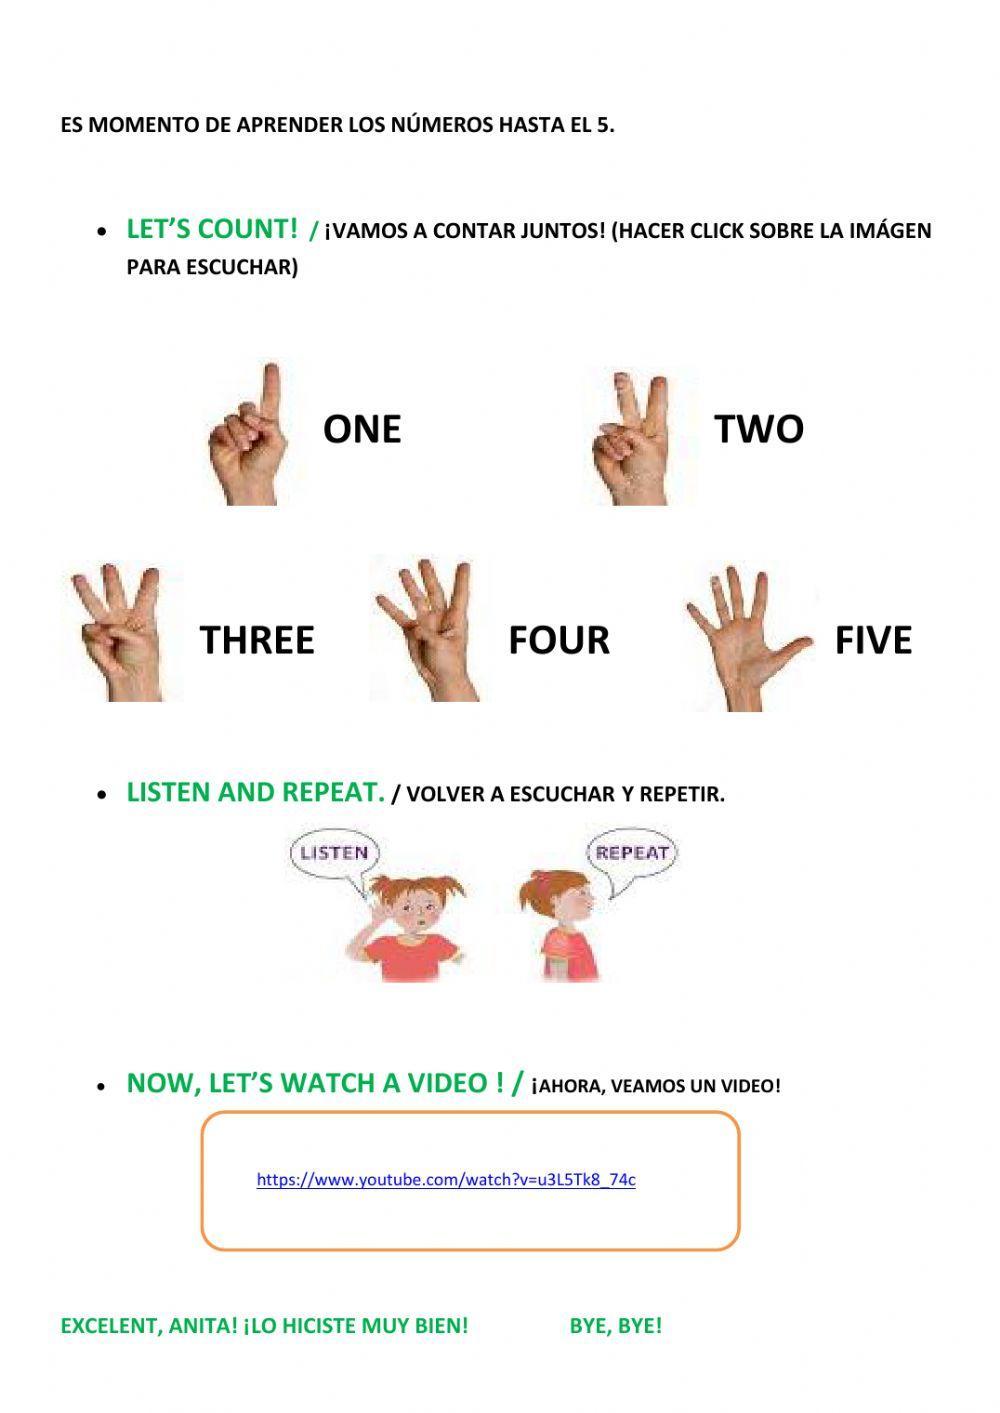 ES MOMENTO DE APRENDER LOS NÚMEROS HASTA EL 5.
• LET’S COUNT! / ¡VAMOS A CONTAR JUNTOS! (HACER CLICK SOBRE LA IMÁGEN
PARA ESCUCHAR)
ONE TWO
THREE FOUR FIVE
• LISTEN AND REPEAT. / VOLVER A ESCUCHAR Y REPETIR.
LISTEN REPEAT
• NOW, LET’S WATCH A VIDEO ! / ¡AHORA, VEAMOS UN VIDEO!
https://www.youtube.com/watch?v=u3L5Tk8_74c
EXCELENT, ANITA! ¡LO HICISTE MUY BIEN! BYE, BYE!